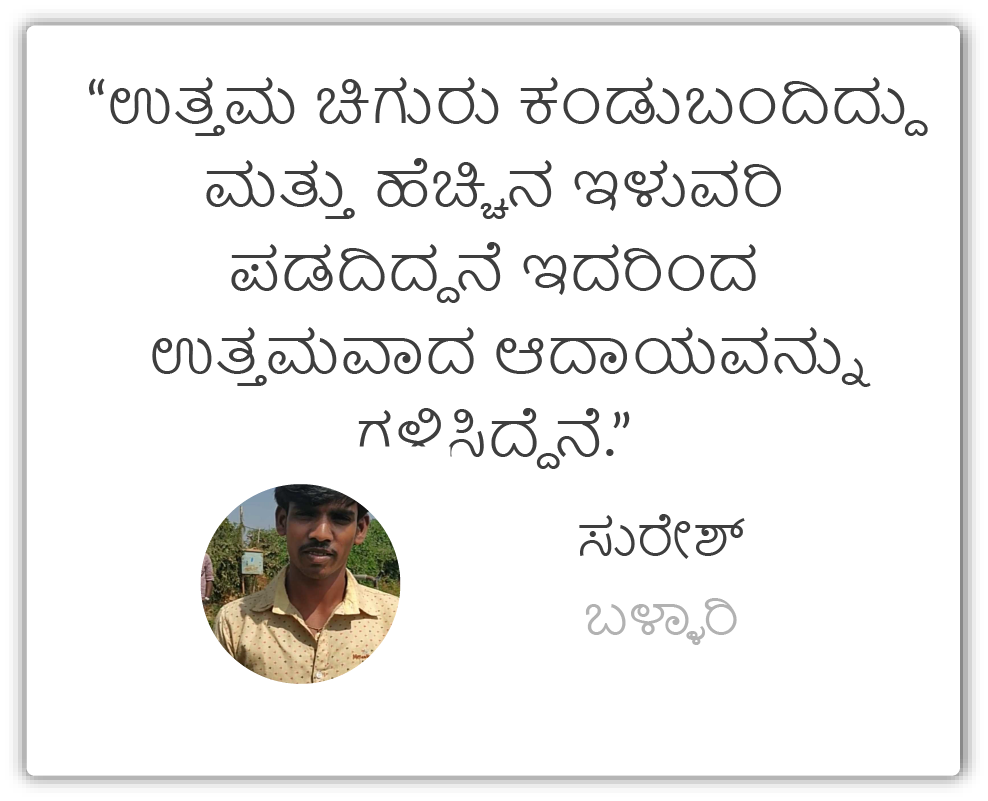 “ಉತ್ತಮ ಚಿಗುರು ಕಂಡುಬಂದಿದ್ದು
ಮತ್ತು ಹೆಚ್ಚಿನ ಇಳುವರಿ
ಪಡದಿದ್ದನೆ ಇದರಿಂದ
ಉತ್ತಮವಾದ ಆದಾಯವನ್ನು
ಗಳಿಸಿದ್ದೆನೆ.”
ಸುರೇಶ್
ಬಳ್ಳಾರಿ